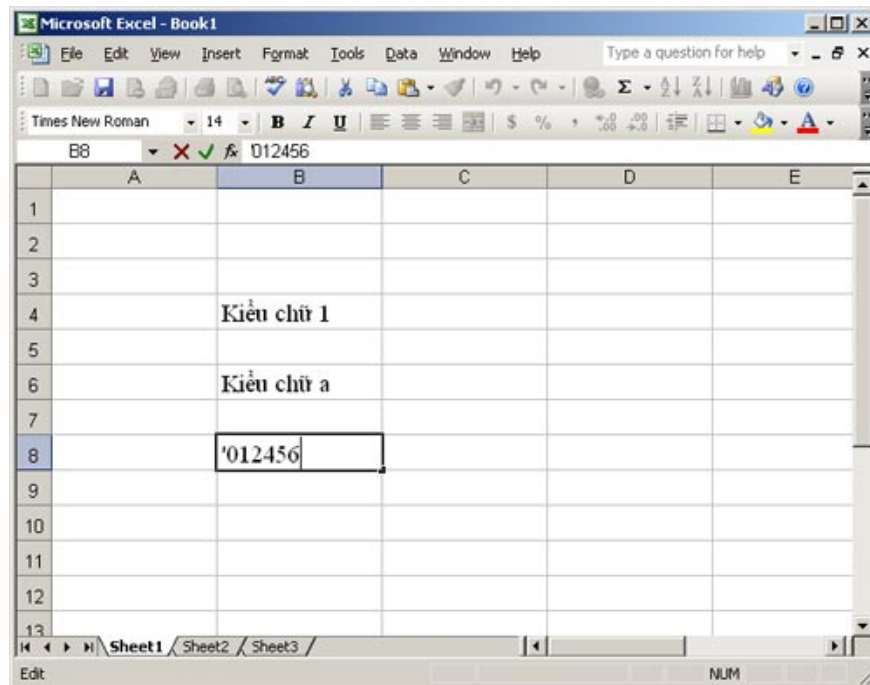 Microsoft Excel - Book1
File Edit View Insert Format Tools Data Window Help Type a question for help
Times New Roman 14 B I U $ % , A
B8 fx '012456
A B C D E
1
2
3
4 Kiểu chữ 1
5
6 Kiểu chữ a
7
8 '012456
9
10
11
12
13
Sheet1 Sheet2 Sheet3
Edit NUM